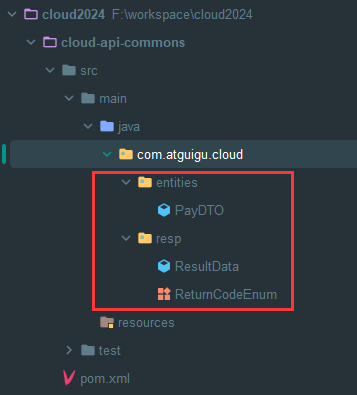 cloud2024 F:\workspace\cloud2024
cloud-api-commons
src
main
java
com.atguigu.cloud
entities
PayDTO
resp
ResultData
ReturnCodeEnum
resources
test
pom.xml